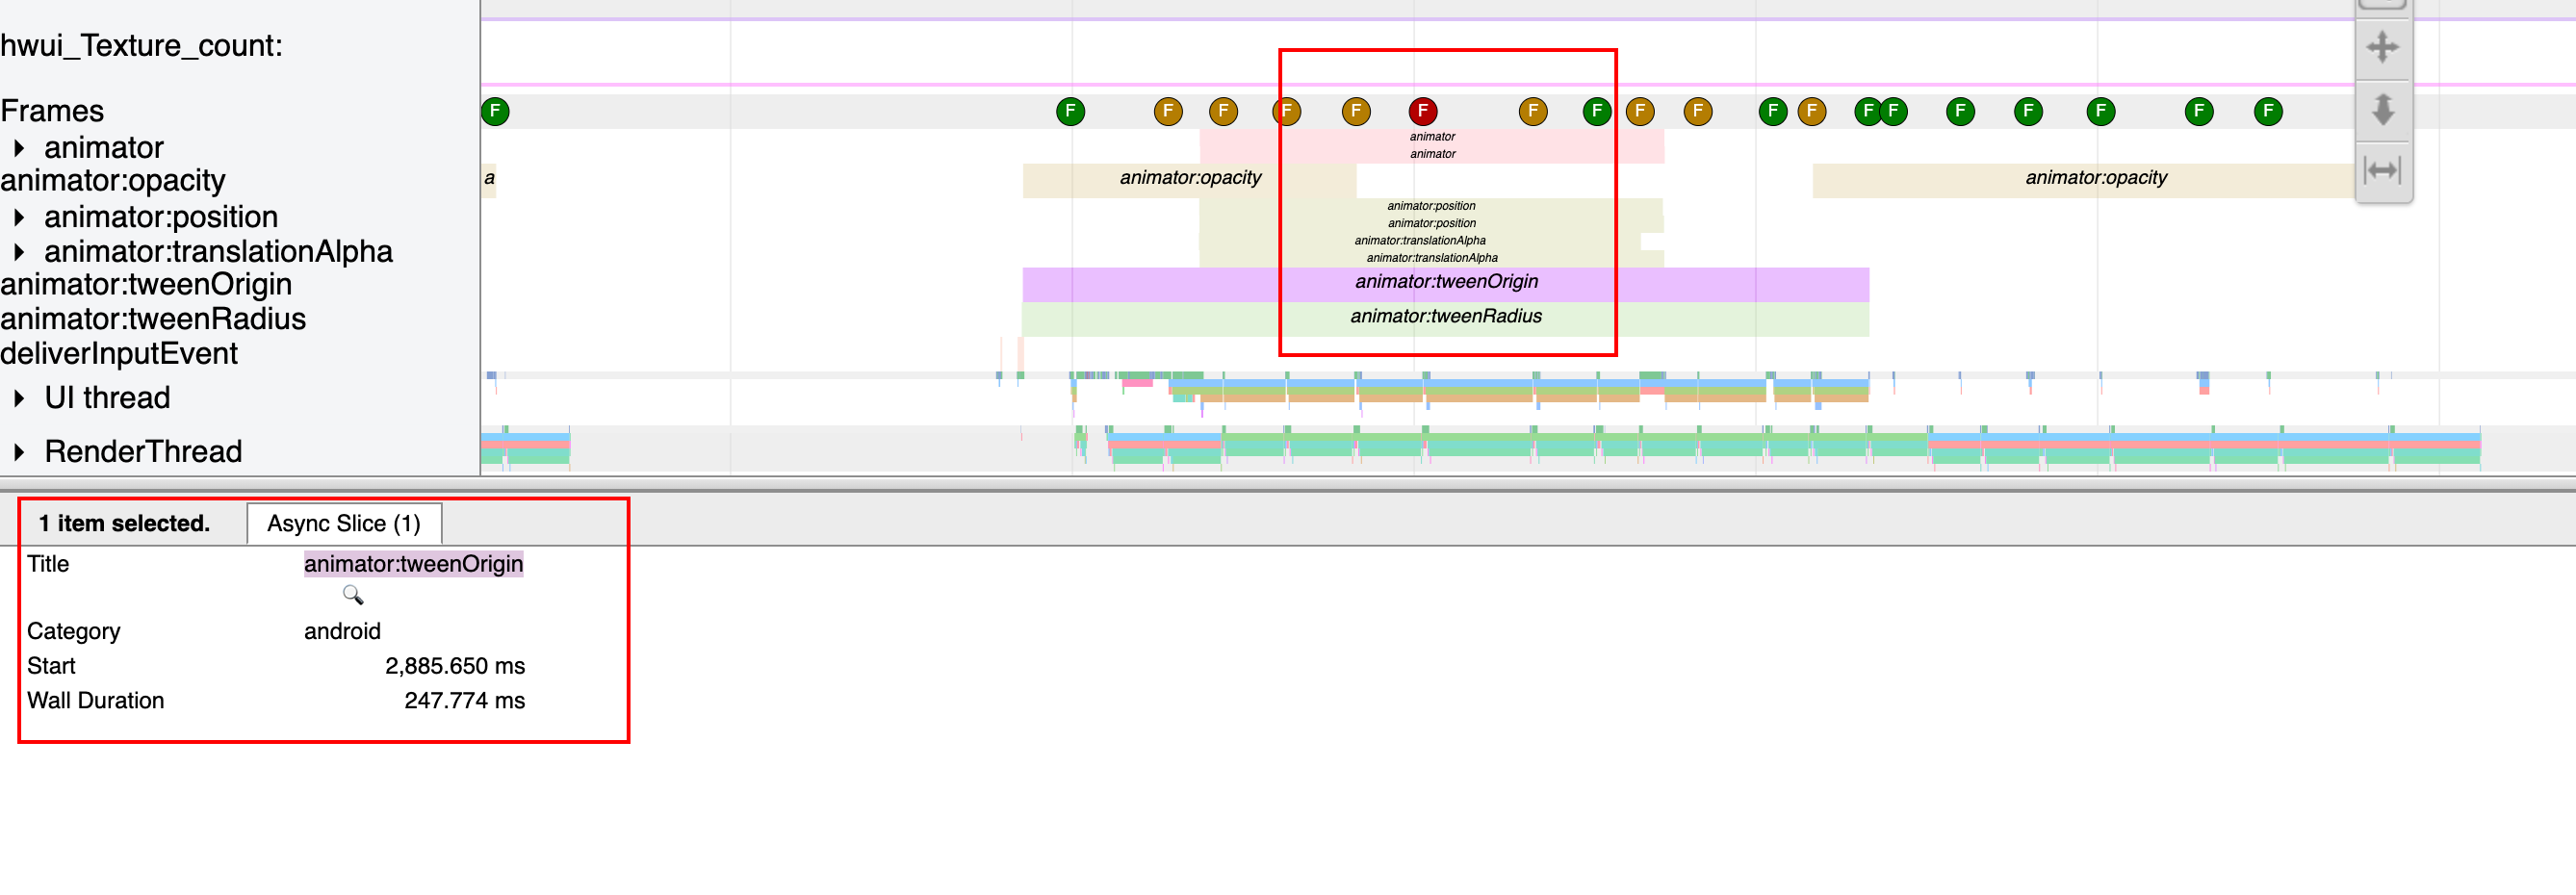 hwui_Texture_count:
Frames
F F F F F F F F F F F F F F F F F F F F F
animator
animator
animator
animator:opacity
a
animator:opacity
animator:opacity
animator:position
animator:position
animator:position
animator:translationAlpha
animator:translationAlpha
animator:translationAlpha
animator:tweenOrigin
animator:tweenOrigin
animator:tweenRadius
animator:tweenRadius
deliverInputEvent
UI thread
RenderThread
1 item selected.
Async Slice (1)
Title animator:tweenOrigin
Category android
Start 2,885.650 ms
Wall Duration 247.774 ms